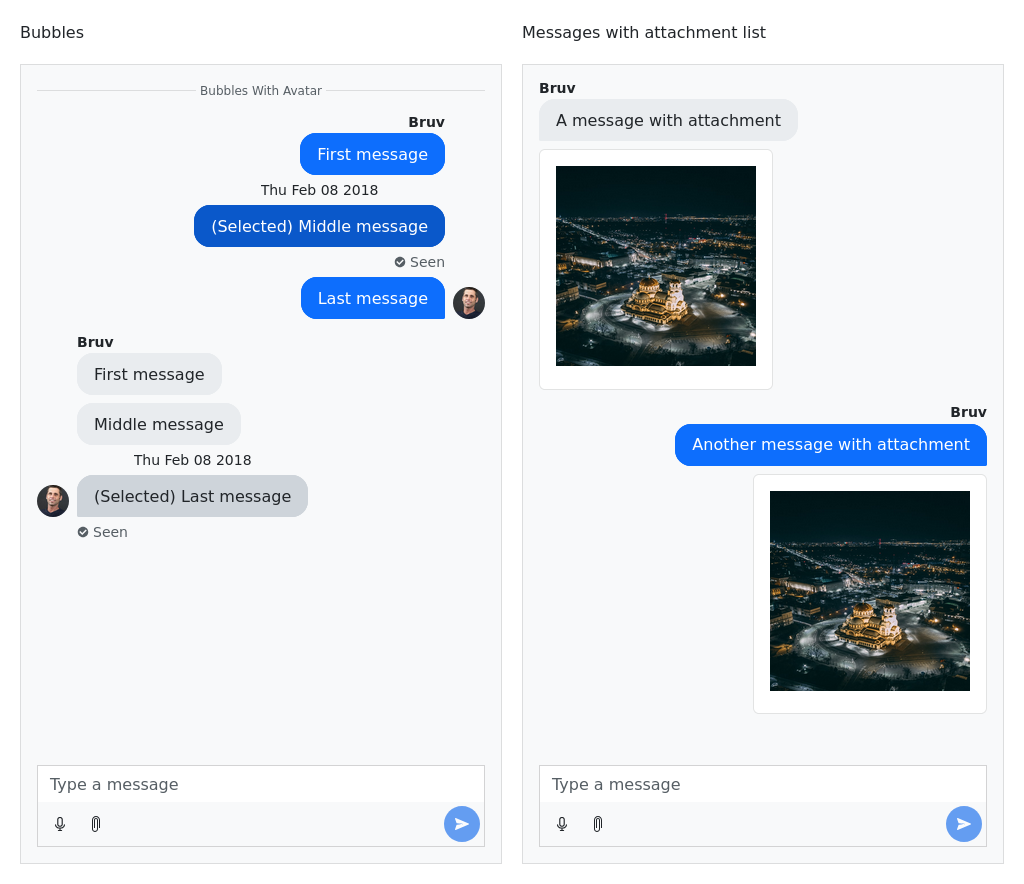 Bubbles
Bubbles With Avatar
Bruv
First message
Thu Feb 08 2018
(Selected) Middle message
Seen
Last message
Bruv
First message
Middle message
Thu Feb 08 2018
(Selected) Last message
Seen
Type a message
Messages with attachment list
Bruv
A message with attachment
Bruv
Another message with attachment
Type a message